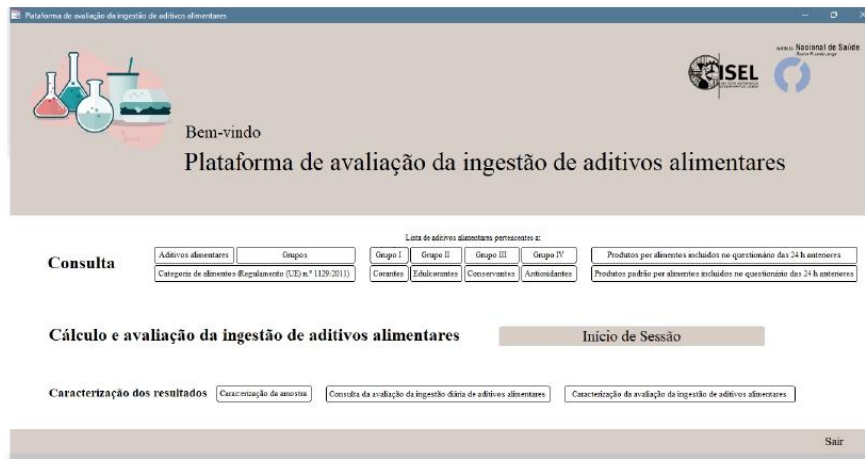 Plataforma de avaliação da ingestão de aditivos alimentares
ISEL
Nacional de Saúde
Bem-vindo
Plataforma de avaliação da ingestão de aditivos alimentares
Lista de aditivos alimentares pertencentes a:
Consulta
Aditivos alimentares Grupos Grupo I Grupo II Grupo III Grupo IV Produtos por alimentos incluídos no questionário das 24 h anteriores
Categoria de alimentos (Regulamento (UE) n.º 1129/2011) Corantes Edulcorantes Conservantes Antioxidantes Produtos padrão por alimentos incluídos no questionário das 24 h anteriores
Cálculo e avaliação da ingestão de aditivos alimentares Início de Sessão
Caracterização dos resultados Caracterização da amostra Consulta da avaliação da ingestão diária de aditivos alimentares Caracterização da avaliação da ingestão de aditivos alimentares
Sair